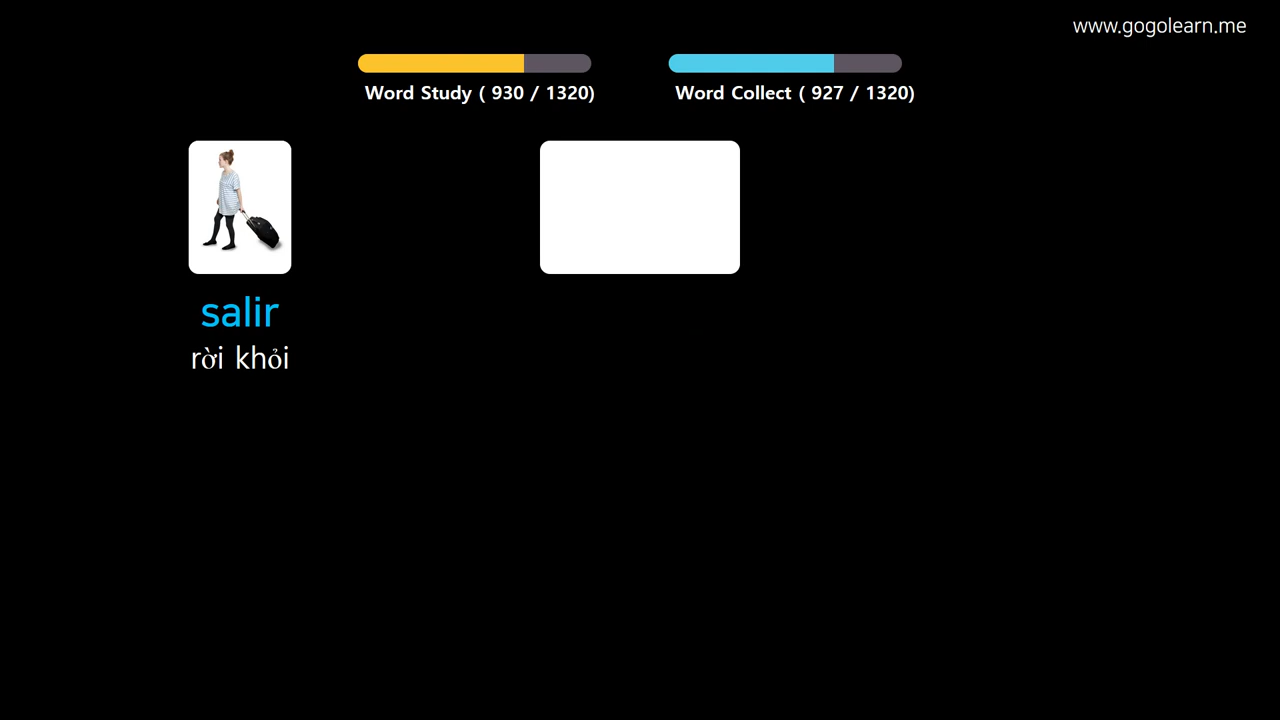 www.gogolearn.me
Word Study ( 930 / 1320)
Word Collect ( 927 / 1320)
salir
rời khỏi